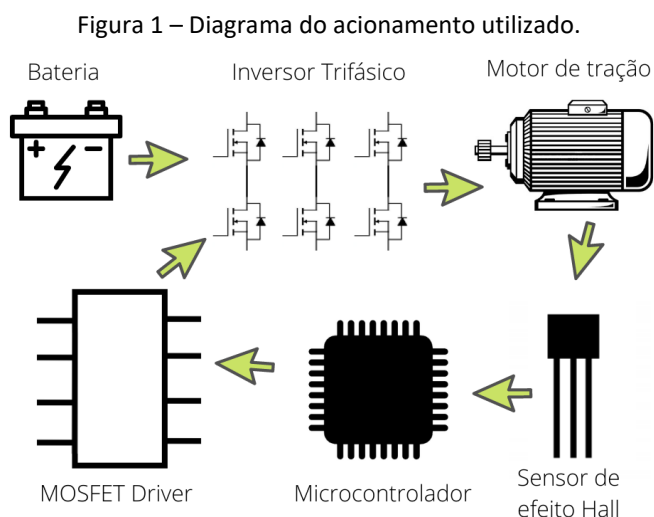 Figura 1 – Diagrama do acionamento utilizado.
Bateria
Inversor Trifásico
Motor de tração
+ -
MOSFET Driver
Microcontrolador
Sensor de
efeito Hall